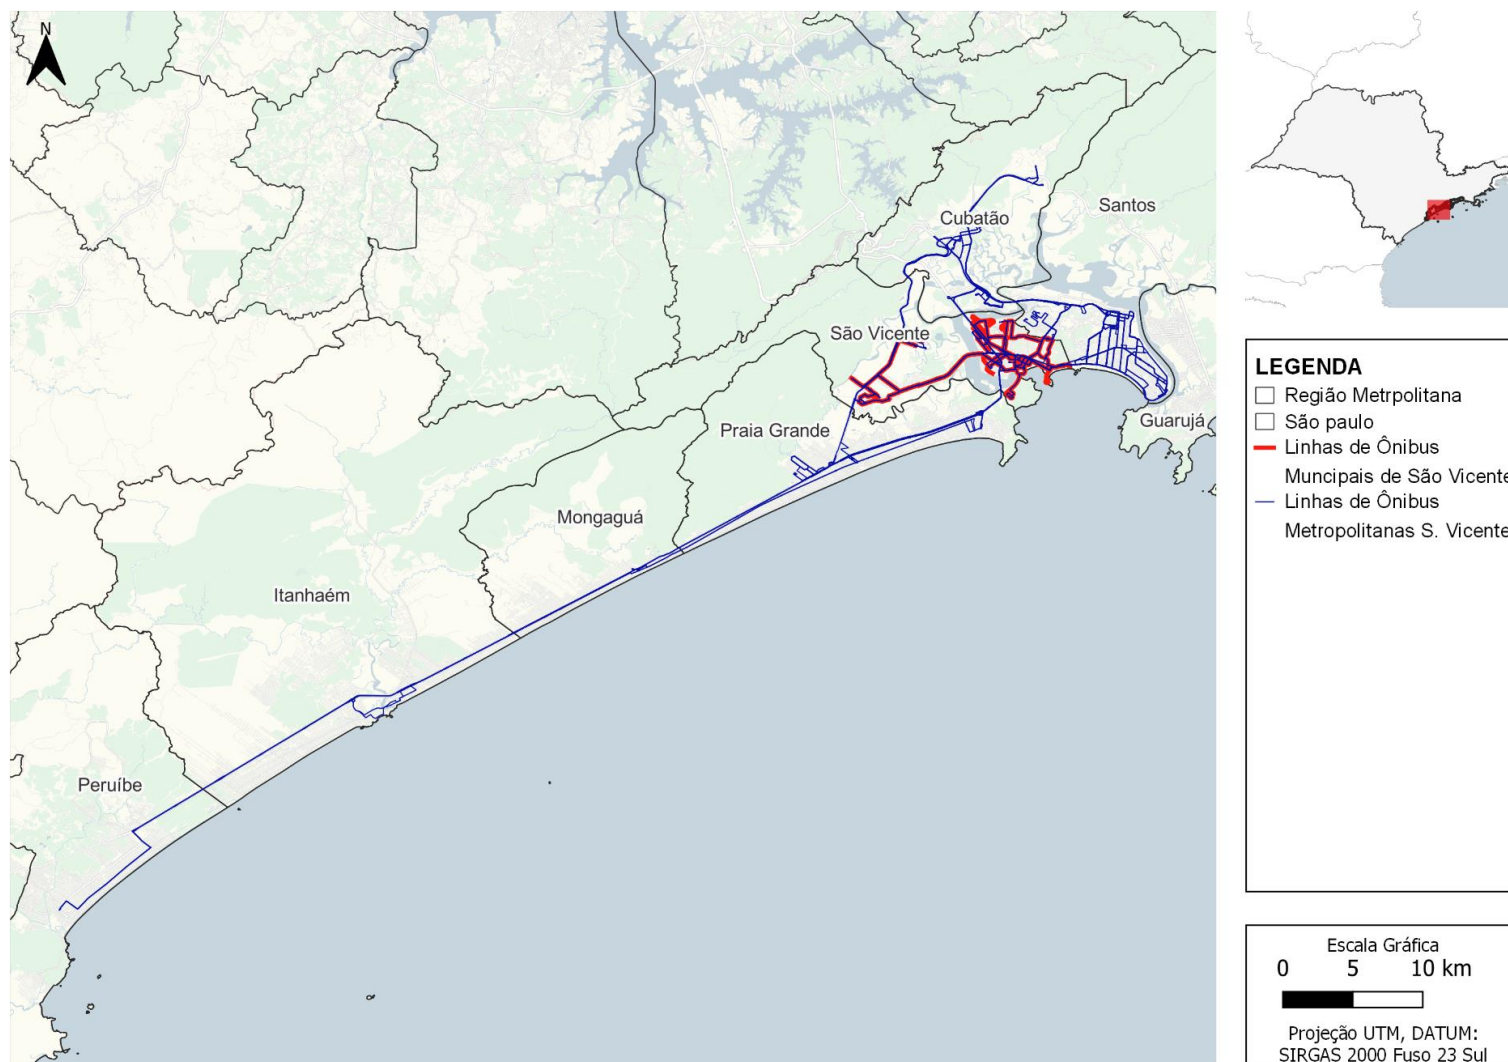 N
Cubatão
Santos
São Vicente
Guarujá
Praia Grande
Mongaguá
Itanhaém
Peruíbe
LEGENDA
Região Metrpolitana
São paulo
Linhas de Ônibus
Muncipais de São Vicente
Linhas de Ônibus
Metropolitanas S. Vicente
Escala Gráfica
0 5 10 km
Projeção UTM, DATUM:
SIRGAS 2000 Fuso 23 Sul